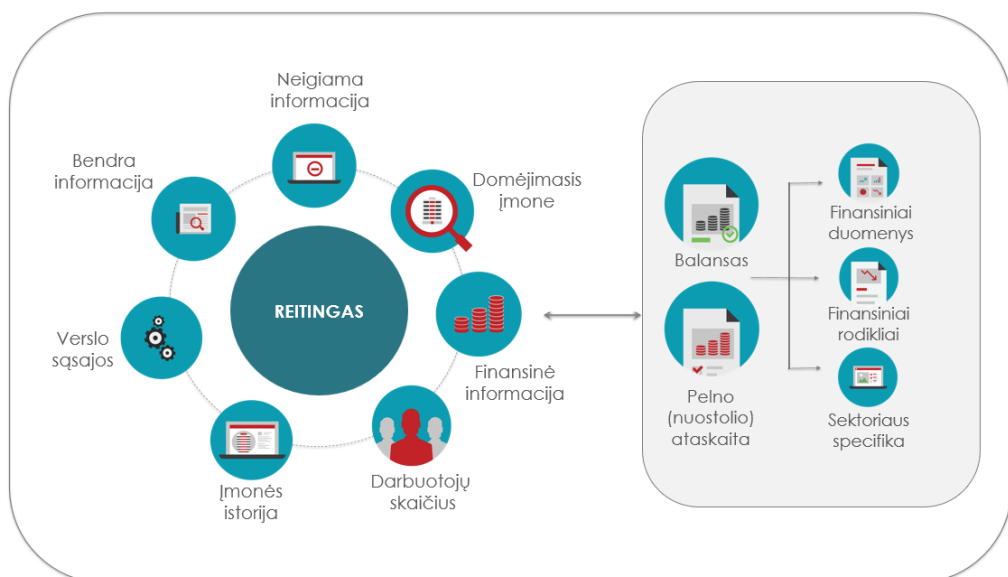 Neigiama
informacija
Bendra
informacija
Domėjimasis
įmone
REITINGAS
Verslo
sąsajos
Finansinė
informacija
Įmonės
istorija
Darbuotojų
skaičius
Balansas
Pelno
(nuostolio)
ataskaita
Finansiniai
duomenys
Finansiniai
rodikliai
Sektoriaus
specifika